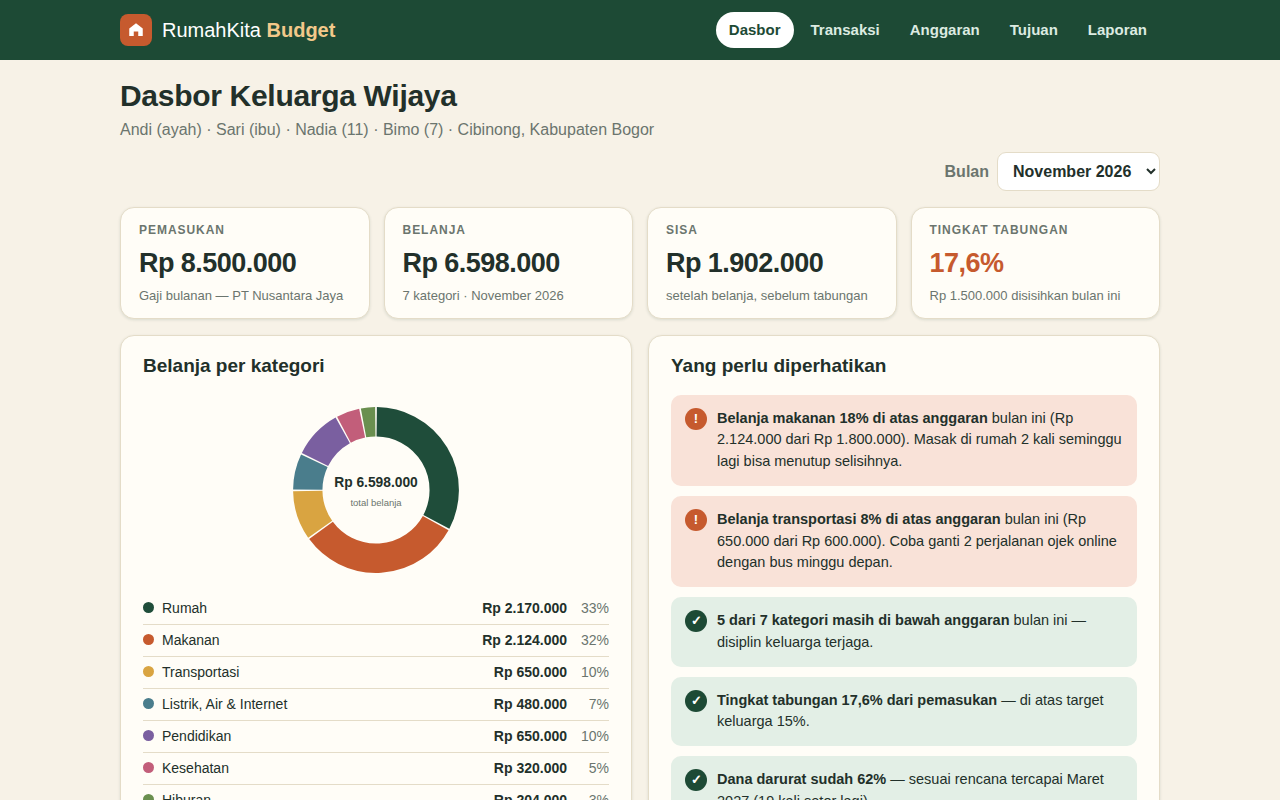 RumahKita Budget
Dasbor
Transaksi
Anggaran
Tujuan
Laporan
Dasbor Keluarga Wijaya
Andi (ayah) · Sari (ibu) · Nadia (11) · Bimo (7) · Cibinong, Kabupaten Bogor
Bulan
November 2026
PEMASUKAN
Rp 8.500.000
Gaji bulanan — PT Nusantara Jaya
BELANJA
Rp 6.598.000
7 kategori · November 2026
SISA
Rp 1.902.000
setelah belanja, sebelum tabungan
TINGKAT TABUNGAN
17,6%
Rp 1.500.000 disisihkan bulan ini
Belanja per kategori
Rp 6.598.000
total belanja
Rumah Rp 2.170.000 33%
Makanan Rp 2.124.000 32%
Transportasi Rp 650.000 10%
Listrik, Air & Internet Rp 480.000 7%
Pendidikan Rp 650.000 10%
Kesehatan Rp 320.000 5%
Hiburan Rp 204.000 3%
Yang perlu diperhatikan
! Belanja makanan 18% di atas anggaran bulan ini (Rp
2.124.000 dari Rp 1.800.000). Masak di rumah 2 kali seminggu
lagi bisa menutup selisihnya.
! Belanja transportasi 8% di atas anggaran bulan ini (Rp
650.000 dari Rp 600.000). Coba ganti 2 perjalanan ojek online
dengan bus minggu depan.
✓ 5 dari 7 kategori masih di bawah anggaran bulan ini —
disiplin keluarga terjaga.
✓ Tingkat tabungan 17,6% dari pemasukan — di atas target
keluarga 15%.
✓ Dana darurat sudah 62% — sesuai rencana tercapai Maret
2027 (19 kali setor lagi).